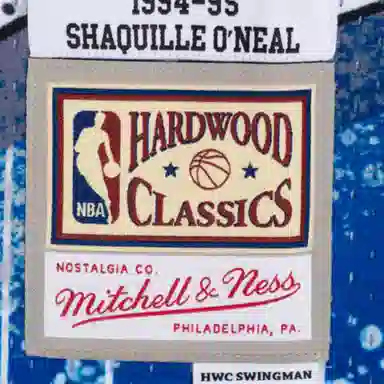 1994-95
SHAQUILLE O'NEAL
HARDWOOD
NBA
CLASSICS
NOSTALGIA CO.
Mitchell & Ness
PHILADELPHIA, PA.
HWC SWINGMAN